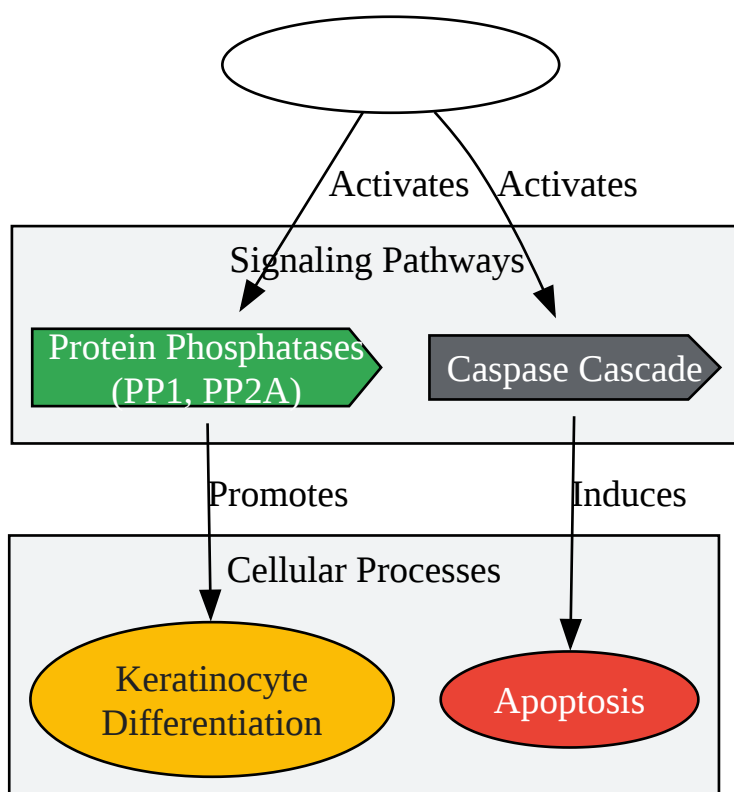 Activates
Activates
Signaling Pathways
Protein Phosphatases
(PP1, PP2A)
Caspase Cascade
Promotes
Induces
Cellular Processes
Keratinocyte
Differentiation
Apoptosis